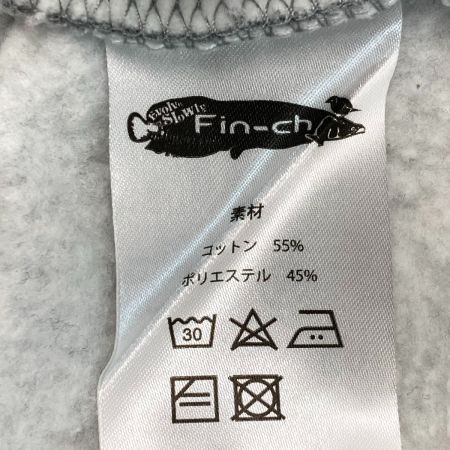 Evolve
Slowly
Fin-ch
素材
コットン 55%
ポリエステル 45%
30